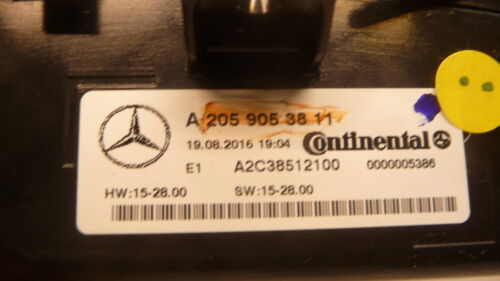 A 205 905 38 11
19.08.2016 19:04 Continental
E1 A2C38512100 0000005386
HW:15-28.00 SW:15-28.00